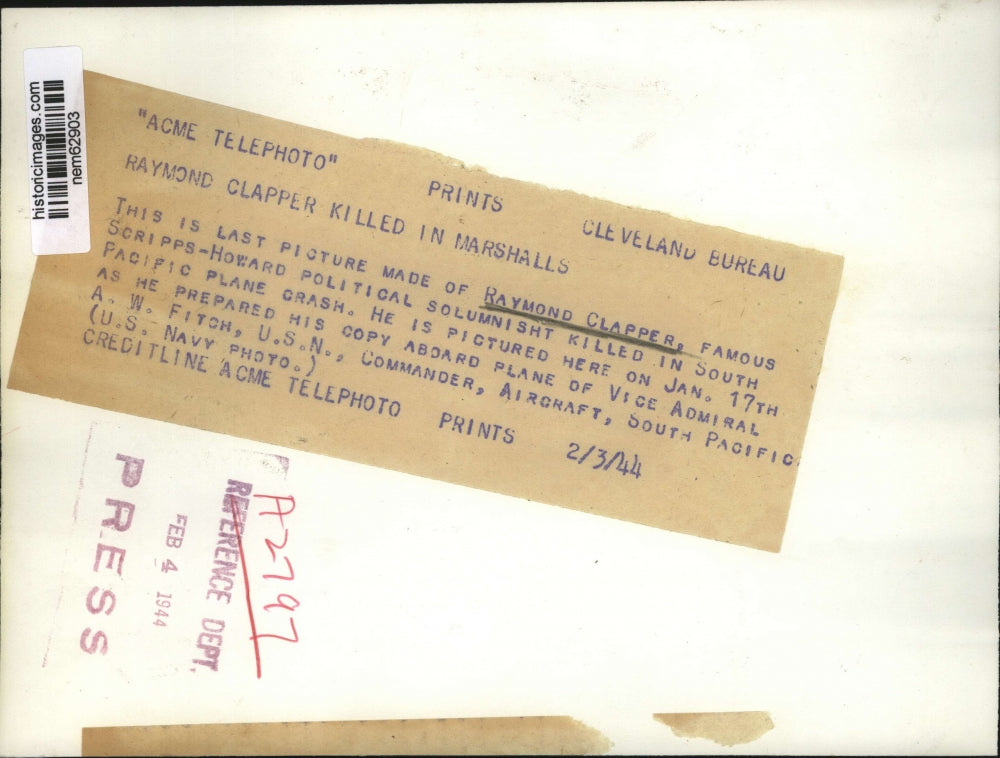 historicimages.com
nem62903
"ACME TELEPHOTO" PRINTS CLEVELAND BUREAU
RAYMOND CLAPPER KILLED IN MARSHALLS
THIS IS LAST PICTURE MADE OF RAYMOND CLAPPER, FAMOUS
SCRIPPS-HOWARD POLITICAL SOLUMNISHT KILLED IN SOUTH
PACIFIC PLANE CRASH. HE IS PICTURED HERE ON JAN. 17TH
AS HE PREPARED HIS COPY ABOARD PLANE OF VICE ADMIRAL
A. W. FITCH, U.S.N., COMMANDER, AIRCRAFT, SOUTH PACIFIC.
(U.S. NAVY PHOTO.)
CREDITLINE ACME TELEPHOTO PRINTS 2/3/44
A2797
REFERENCE DEPT.
FEB 4 1944
PRESS